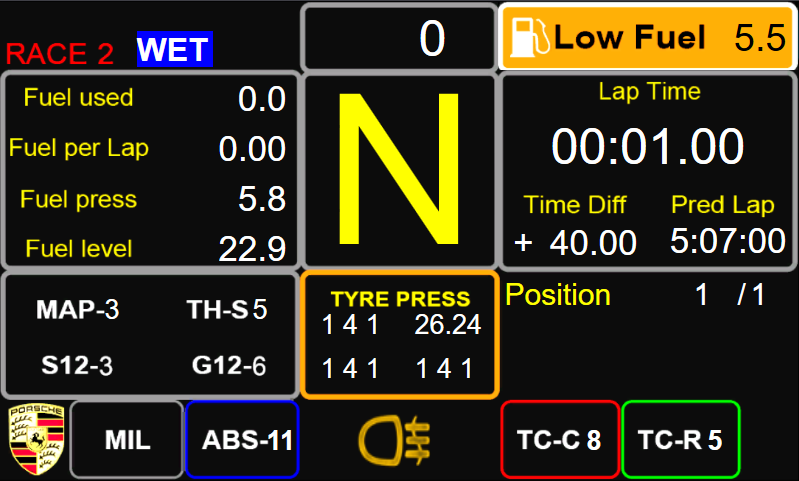 RACE 2 WET
0
Low Fuel 5.5
Fuel used 0.0
Fuel per Lap 0.00
Fuel press 5.8
Fuel level 22.9
N
Lap Time
00:01.00
Time Diff Pred Lap
+ 40.00 5:07:00
MAP-3 TH-S 5
S12-3 G12-6
TYRE PRESS
1 4 1 26.24
1 4 1 1 4 1
Position 1 / 1
PORSCHE
MIL
ABS-11
TC-C 8
TC-R 5